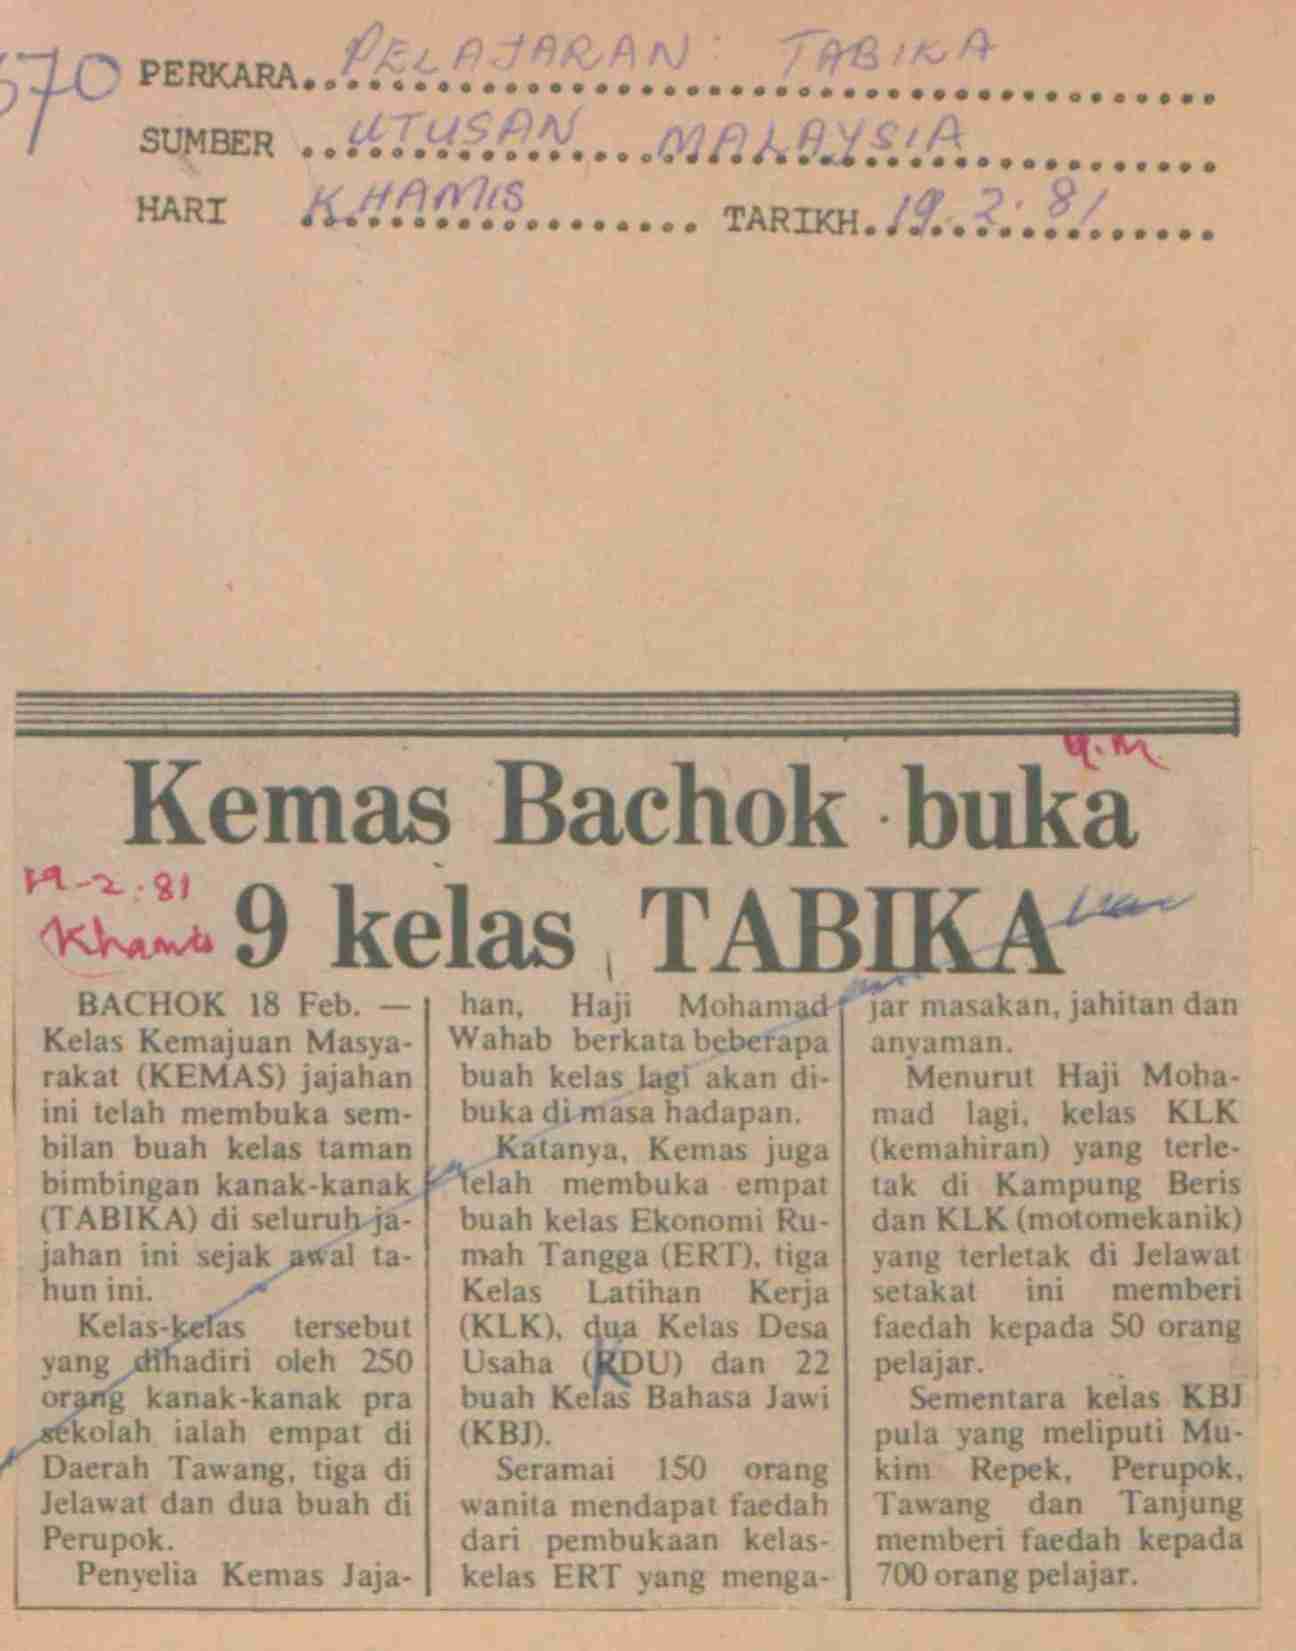 570
PERKARA PELAJARAN: TABIKA
SUMBER UTUSAN MALAYSIA
HARI KHAMIS TARIKH 19.2.81
U.M.
Kemas Bachok buka
19-2-81
Khamis
9 kelas TABIKA
BACHOK 18 Feb. —
Kelas Kemajuan Masya-
rakat (KEMAS) jajahan
ini telah membuka sem-
bilan buah kelas taman
bimbingan kanak-kanak
(TABIKA) di seluruh ja-
jahan ini sejak awal ta-
hun ini.
Kelas-kelas tersebut
yang dihadiri oleh 250
orang kanak-kanak pra
sekolah ialah empat di
Daerah Tawang, tiga di
Jelawat dan dua buah di
Perupok.
Penyelia Kemas Jaja-
han, Haji Mohamad
Wahab berkata beberapa
buah kelas lagi akan di-
buka di masa hadapan.
Katanya, Kemas juga
telah membuka empat
buah kelas Ekonomi Ru-
mah Tangga (ERT), tiga
Kelas Latihan Kerja
(KLK), dua Kelas Desa
Usaha (KDU) dan 22
buah Kelas Bahasa Jawi
(KBJ).
Seramai 150 orang
wanita mendapat faedah
dari pembukaan kelas-
kelas ERT yang menga-
jar masakan, jahitan dan
anyaman.
Menurut Haji Moha-
mad lagi, kelas KLK
(kemahiran) yang terle-
tak di Kampung Beris
dan KLK (motomekanik)
yang terletak di Jelawat
setakat ini memberi
faedah kepada 50 orang
pelajar.
Sementara kelas KBJ
pula yang meliputi Mu-
kim Repek, Perupok,
Tawang dan Tanjung
memberi faedah kepada
700 orang pelajar.